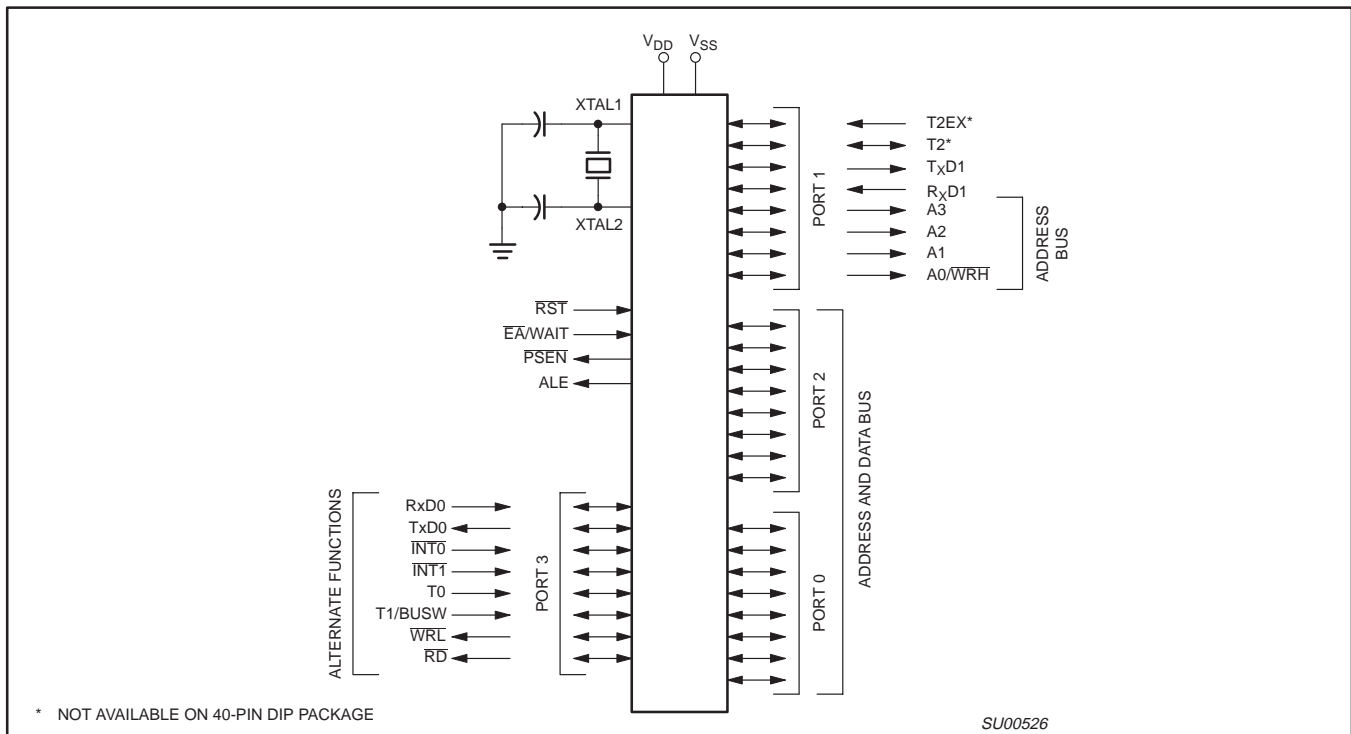 VDD VSS
XTAL1
XTAL2
RST
EA/WAIT
PSEN
ALE
PORT 1
T2EX*
T2*
TXD1
RXD1
A3
A2
A1
A0/WRH
ADDRESS
BUS
PORT 2
PORT 0
ADDRESS AND DATA BUS
ALTERNATE FUNCTIONS
RxD0
TxD0
INT0
INT1
T0
T1/BUSW
WRL
RD
PORT 3
* NOT AVAILABLE ON 40-PIN DIP PACKAGE
SU00526